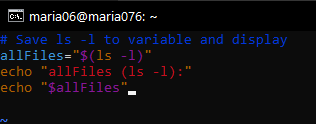 maria06@maria076: ~
# Save ls -l to variable and display
allFiles="$(ls -l)"
echo "allFiles (ls -l):"
echo "$allFiles"
~